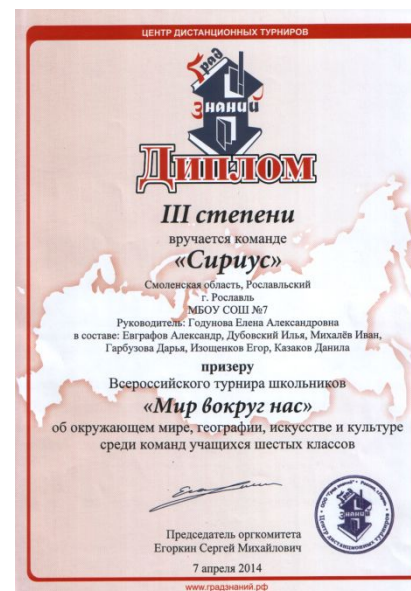 ЦЕНТР ДИСТАНЦИОННЫХ ТУРНИРОВ
Град
Знаний
Диплом
III степени
вручается команде
«Сириус»
Смоленская область, Рославльский
г. Рославль
МБОУ СОШ №7
Руководитель: Годунова Елена Александровна
в составе: Евграфов Александр, Дубовский Илья, Михалёв Иван,
Гарбузова Дарья, Изощенков Егор, Казаков Данила
призеру
Всероссийского турнира школьников
«Мир вокруг нас»
об окружающем мире, географии, искусстве и культуре
среди команд учащихся шестых классов
Председатель оргкомитета
Егоркин Сергей Михайлович
7 апреля 2014
www.градзнаний.рф